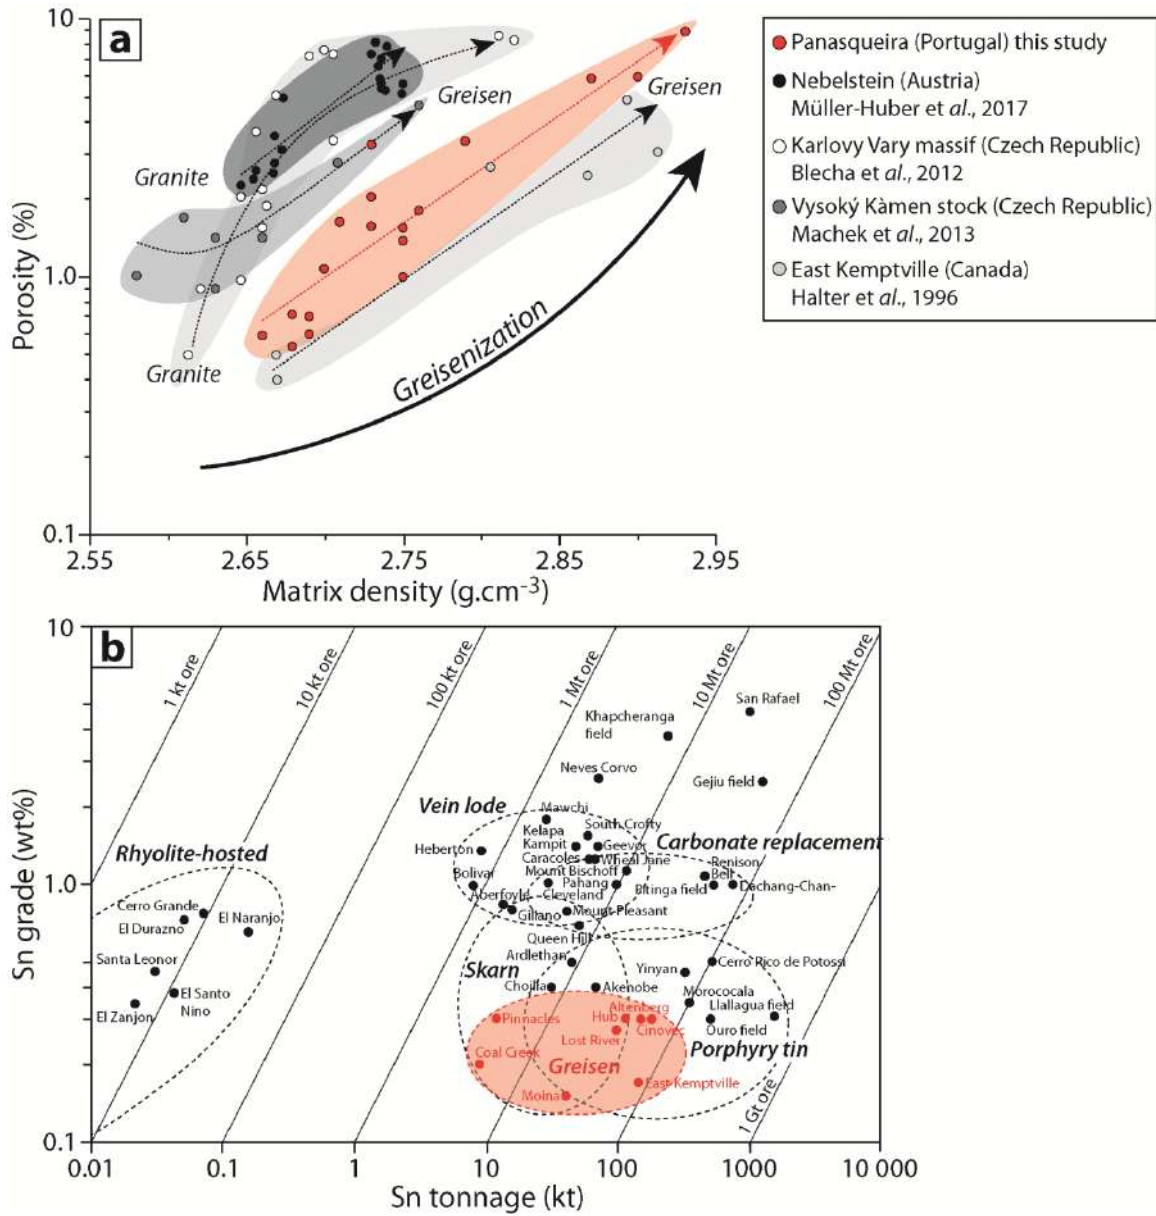 a
10
1.0
0.1
Porosity (%)
Greisen
Granite
Greisen
Granite
Greisenization
2.55
2.65
2.75
2.85
2.95
Matrix density (g.cm-3)
Panasqueira (Portugal) this study
Nebelstein (Austria)
Müller-Huber et al., 2017
Karlovy Vary massif (Czech Republic)
Blecha et al., 2012
Vysoký Kàmen stock (Czech Republic)
Machek et al., 2013
East Kemptville (Canada)
Halter et al., 1996
b
10
1.0
0.1
Sn grade (wt%)
1 kt ore
10 kt ore
100 kt ore
1 Mt ore
10 Mt ore
100 Mt ore
1 Gt ore
San Rafael
Khapcheranga
field
Neves Corvo
Gejiu field
Vein lode
Mawchi
South Crofty
Kelapa
Kampit
Geevor
Carbonate replacement
Heberton
Caracoles
Wheal Jane
Renison
Bell
Rhyolite-hosted
Bolivar
Mount Bischoff
Pahang
Pitinga field
Dachang-Chan-
Aberfoyle
Cleveland
Cerro Grande
El Durazno
El Naranjo
Gillano
Mount Pleasant
Queen Hill
Ardlethan
Santa Leonor
Skarn
Yinyan
Cerro Rico de Potossi
El Santo
Nino
El Zanjon
Choilla
Akenobe
Morococala
Llallagua field
Pinnacles
Hub
Altenberg
Cinovec
Ouro field
Lost River
Porphyry tin
Coal Creek
Greisen
East Kemptville
Moina
0.01
0.1
1
10
100
1000
10 000
Sn tonnage (kt)